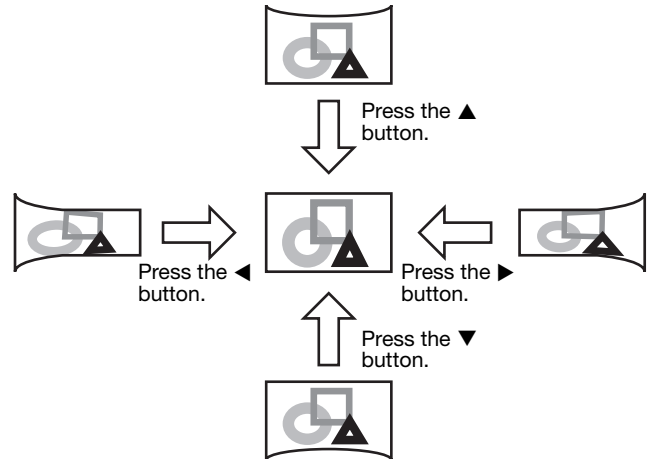 Press the ▲
button.
Press the ◀
button.
Press the ▶
button.
Press the ▼
button.